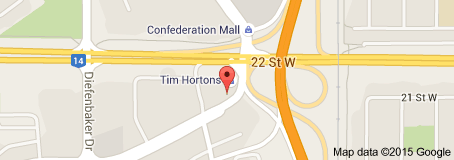 Confederation Mall
22 St W
14
Tim Hortons
Diefenbaker Dr
21 St W
Map data ©2015 Google